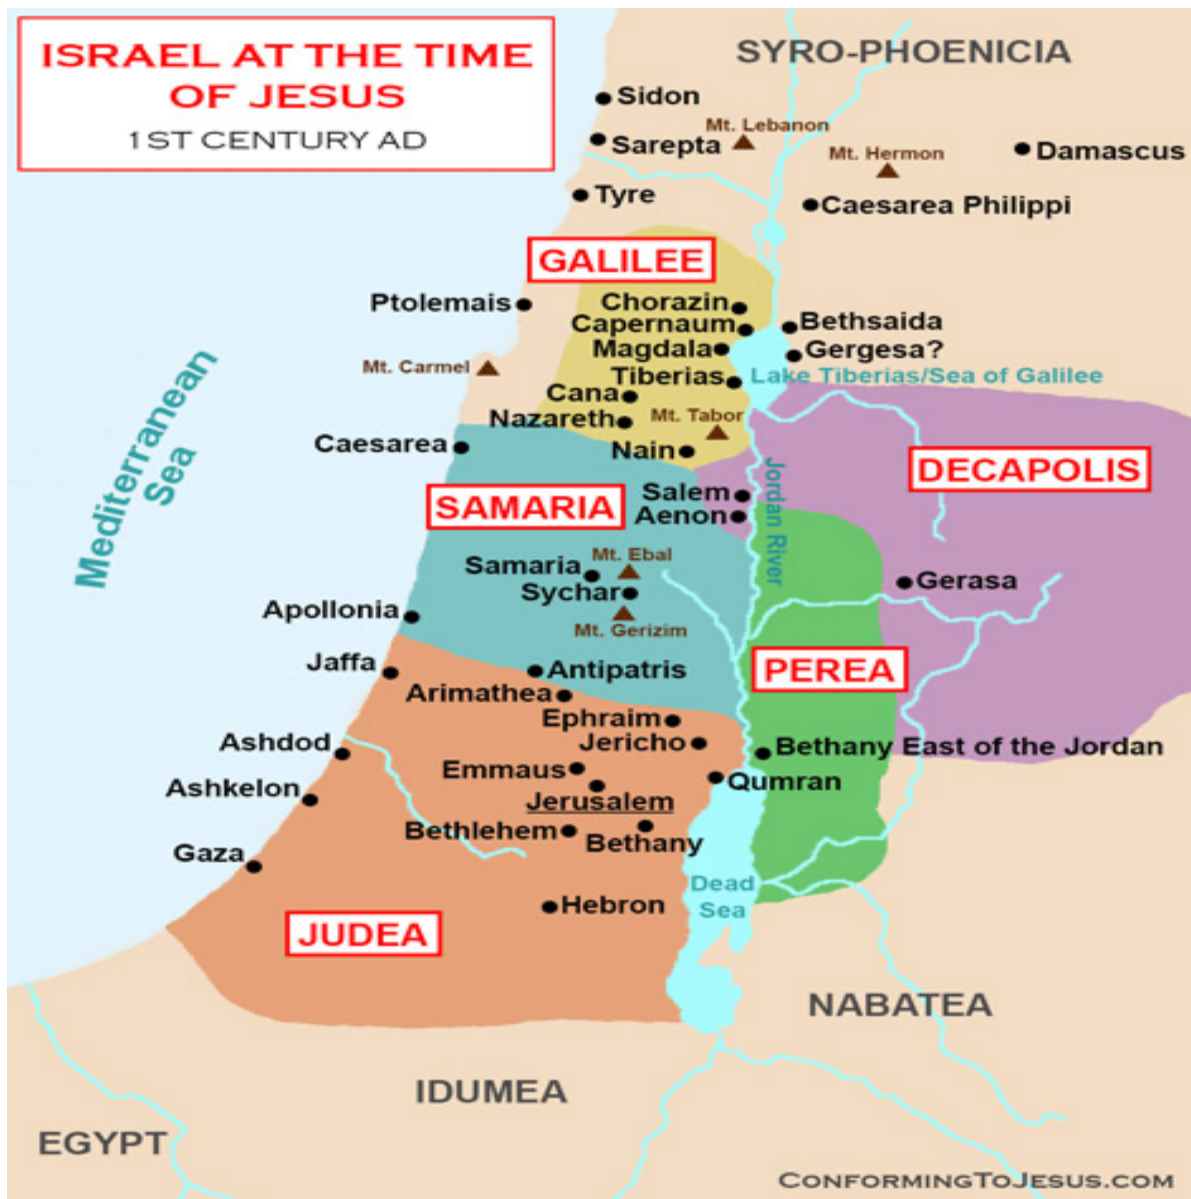 ISRAEL AT THE TIME
OF JESUS
1ST CENTURY AD
SYRO-PHOENICIA
Sidon
Mt. Lebanon
Sarepta
Mt. Hermon
Damascus
Tyre
Caesarea Philippi
GALILEE
Ptolemais
Chorazin
Capernaum
Bethsaida
Magdala
Gergesa?
Mt. Carmel
Tiberias
Lake Tiberias/Sea of Galilee
Cana
Nazareth
Mt. Tabor
Caesarea
Nain
Mediterranean
Sea
Jordan River
DECAPOLIS
SAMARIA
Salem
Aenon
Mt. Ebal
Samaria
Sychar
Gerasa
Apollonia
Mt. Gerizim
Jaffa
Antipatris
PEREA
Arimathea
Ephraim
Jericho
Ashdod
Bethany East of the Jordan
Emmaus
Qumran
Ashkelon
Jerusalem
Bethlehem
Bethany
Gaza
Dead
Sea
Hebron
JUDEA
NABATEA
IDUMEA
EGYPT
CONFORMINGTOJESUS.COM